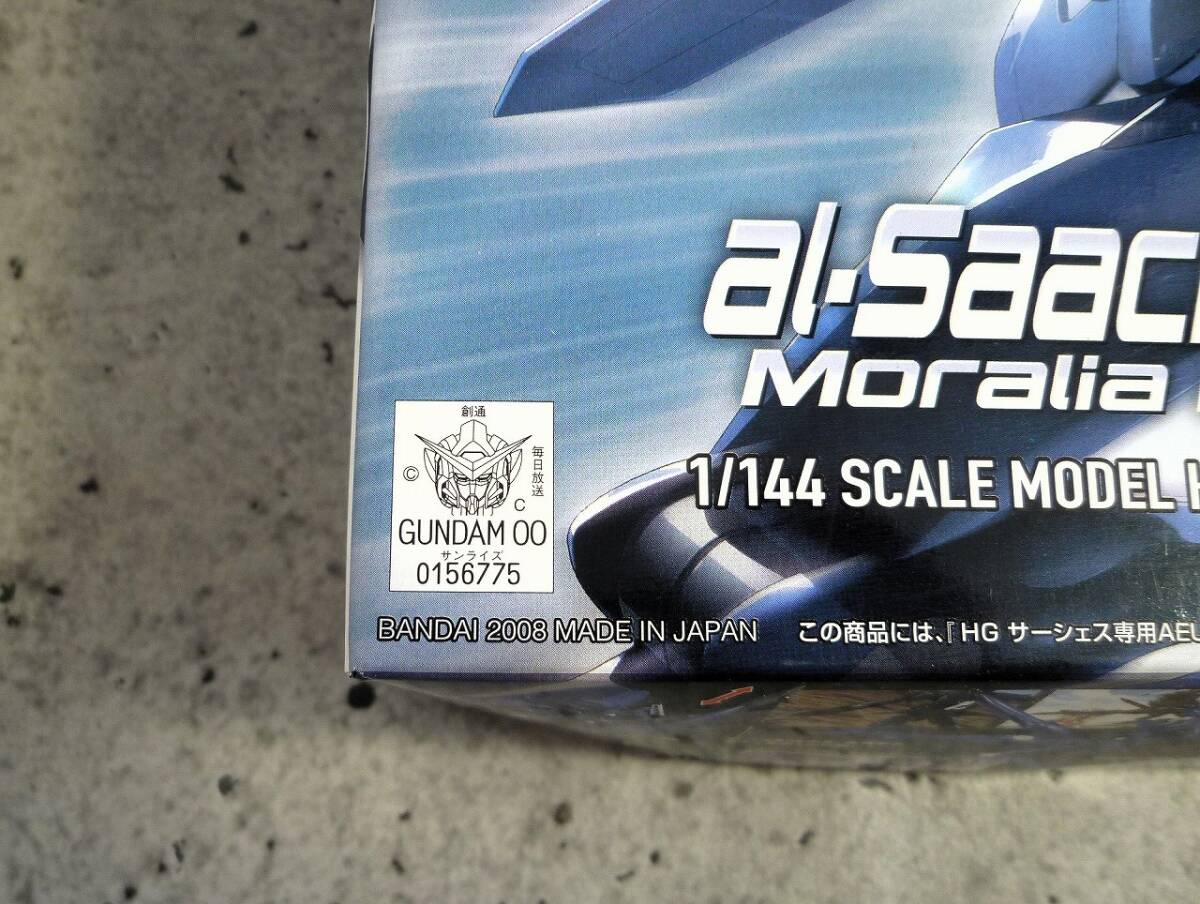 al-Saac
Moralia
1/144 SCALE MODEL
創通
©
毎日放送
C
GUNDAM 00
サンライズ
0156775
BANDAI 2008 MADE IN JAPAN
この商品には、『HG サーシェス専用AEU